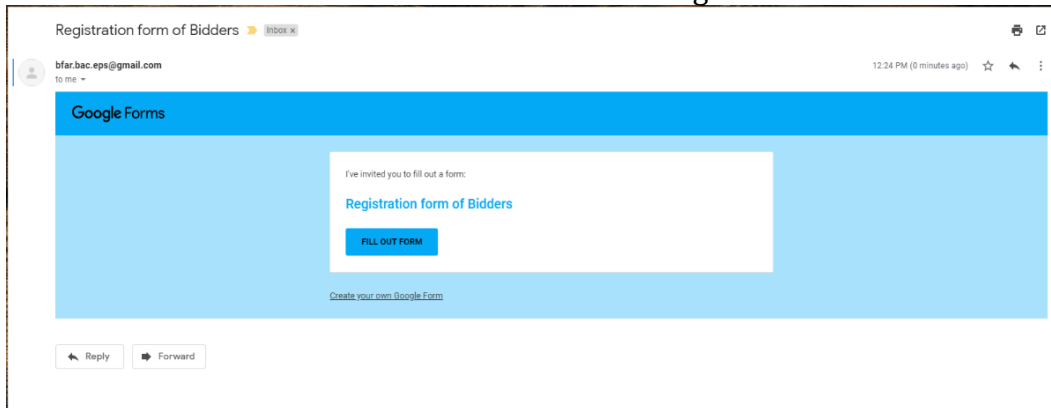 Registration form of Bidders Inbox x
bfar.bac.eps@gmail.com 12:24 PM (0 minutes ago)
to me
Google Forms
I've invited you to fill out a form:
Registration form of Bidders
FILL OUT FORM
Create your own Google Form
Reply Forward